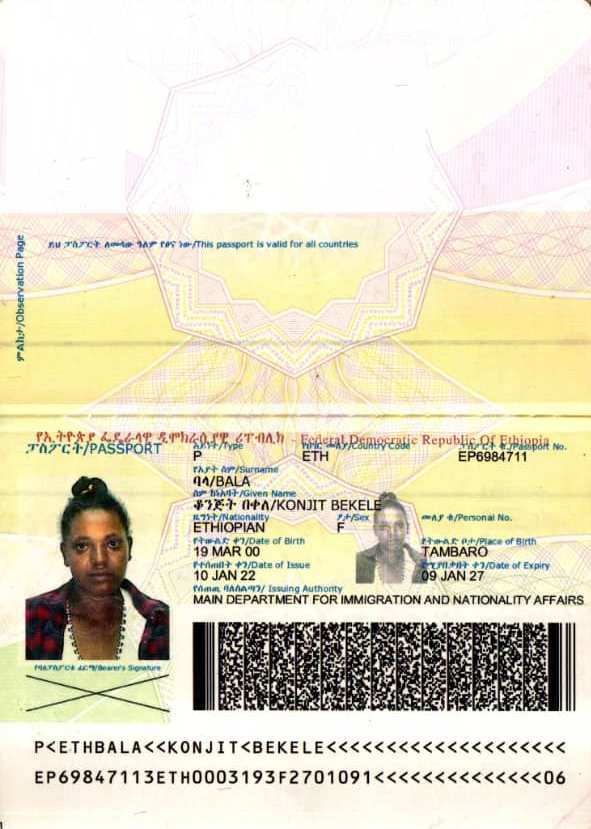 ይህ ፓስፖርት ለመላው ዓለም የፀና ነው/This passport is valid for all countries
ምልከታ/Observation Page
የኢትዮጵያ ፌዴራላዊ ዲሞክራሲያዊ ሪፐብሊክ - Federal Democratic Republic Of Ethiopia
ፓስፖርት/PASSPORT
ዓይነት/Type የሀገር መለያ/Country Code ፓስፖርት ቁ./Passport No.
P ETH EP6984711
የአያት ስም/Surname
ባላ/BALA
ስም ከነአባት/Given Name
ቆንጅት በቀለ/KONJIT BEKELE
ዜግነት/Nationality ፆታ/Sex መለያ ቁ/Personal No.
ETHIOPIAN F
የትውልድ ቀን/Date of Birth የትውልድ ቦታ/Place of Birth
19 MAR 00 TAMBARO
የተሰጠበት ቀን/Date of Issue የሚያበቃበት ቀን/Date of Expiry
10 JAN 22 09 JAN 27
የሰጠዉ ባለስልጣን/ Issuing Authority
MAIN DEPARTMENT FOR IMMIGRATION AND NATIONALITY AFFAIRS
የባለፓስፖርቱ ፊርማ/Bearer's Signature
P<ETHBALA<<KONJIT<BEKELE<<<<<<<<<<<<<<<<<<<<
EP69847113ETH0003193F2701091<<<<<<<<<<<<<<06